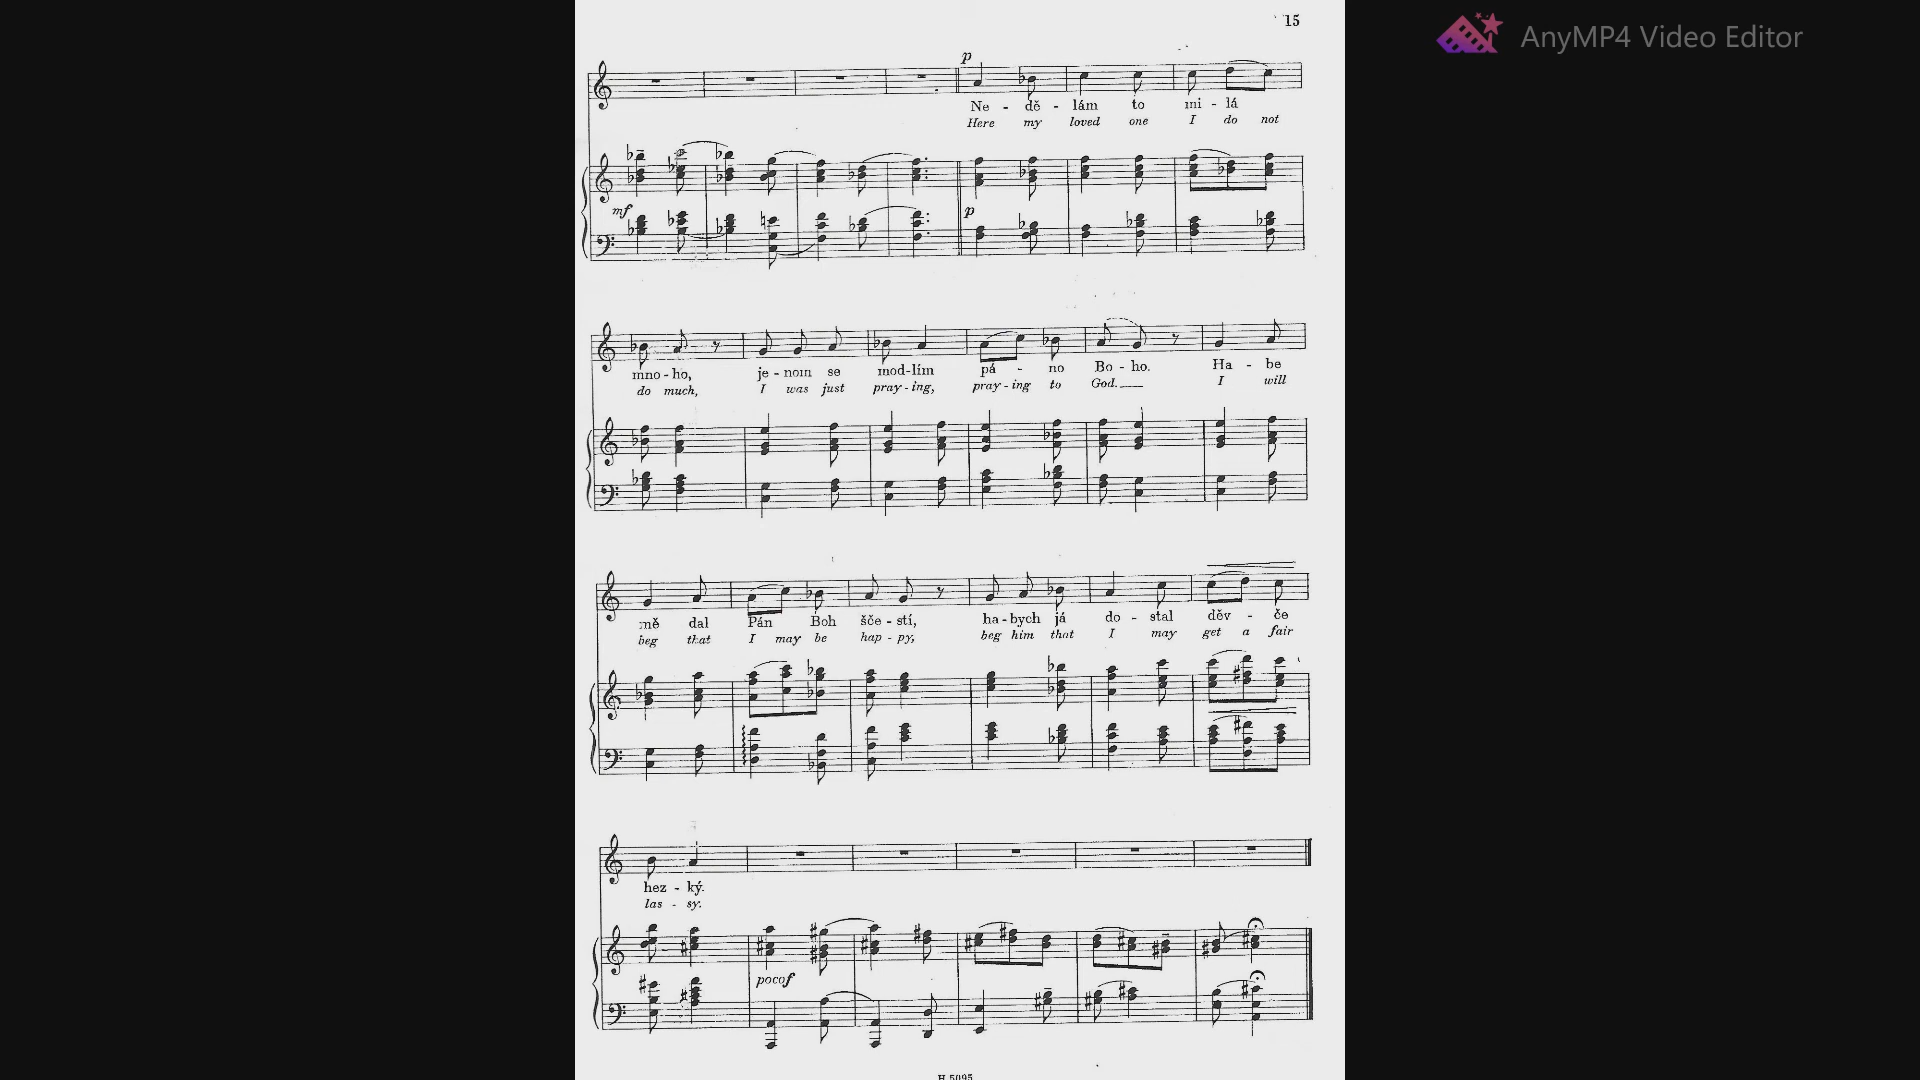 15
AnyMP4 Video Editor
p
Ne - dě - lám to mi - lá
Here my loved one I do not
mf p
mno - ho, je - nom se mod - lím pá - no Bo - ho. Ha - be
do much, I was just pray - ing, pray - ing to God. I will
mě dal Pán Boh šče - stí, ha - bych já do - stal děv - če
beg that I may be hap - py, beg him that I may get a fair
hez - ký.
las - sy.
poco f
H 5095